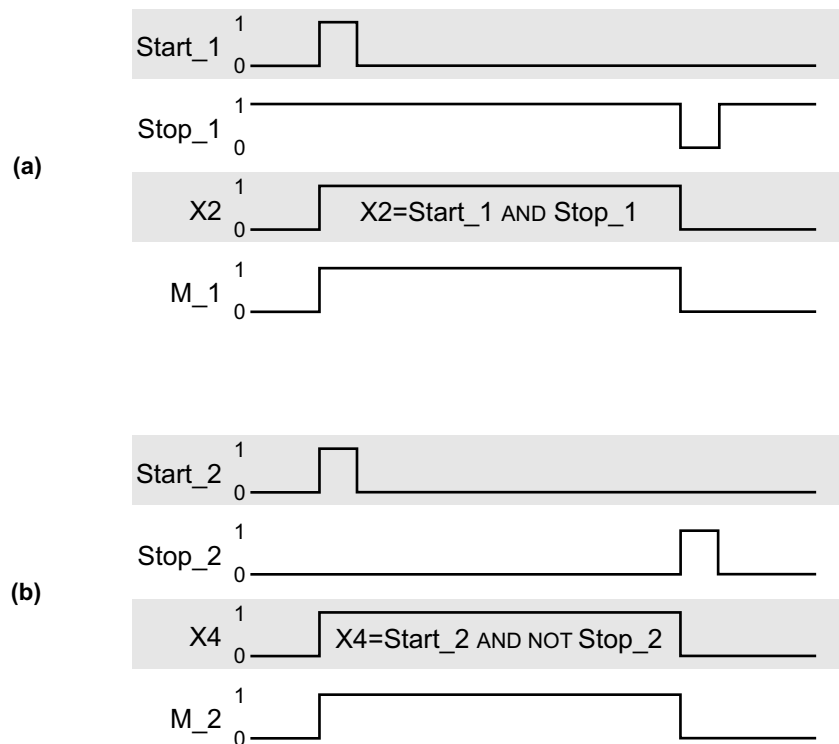 1
Start_1
0
1
Stop_1
0
(a)
1
X2
X2=Start_1 AND Stop_1
0
1
M_1
0
1
Start_2
0
1
Stop_2
0
(b)
1
X4
X4=Start_2 AND NOT Stop_2
0
1
M_2
0